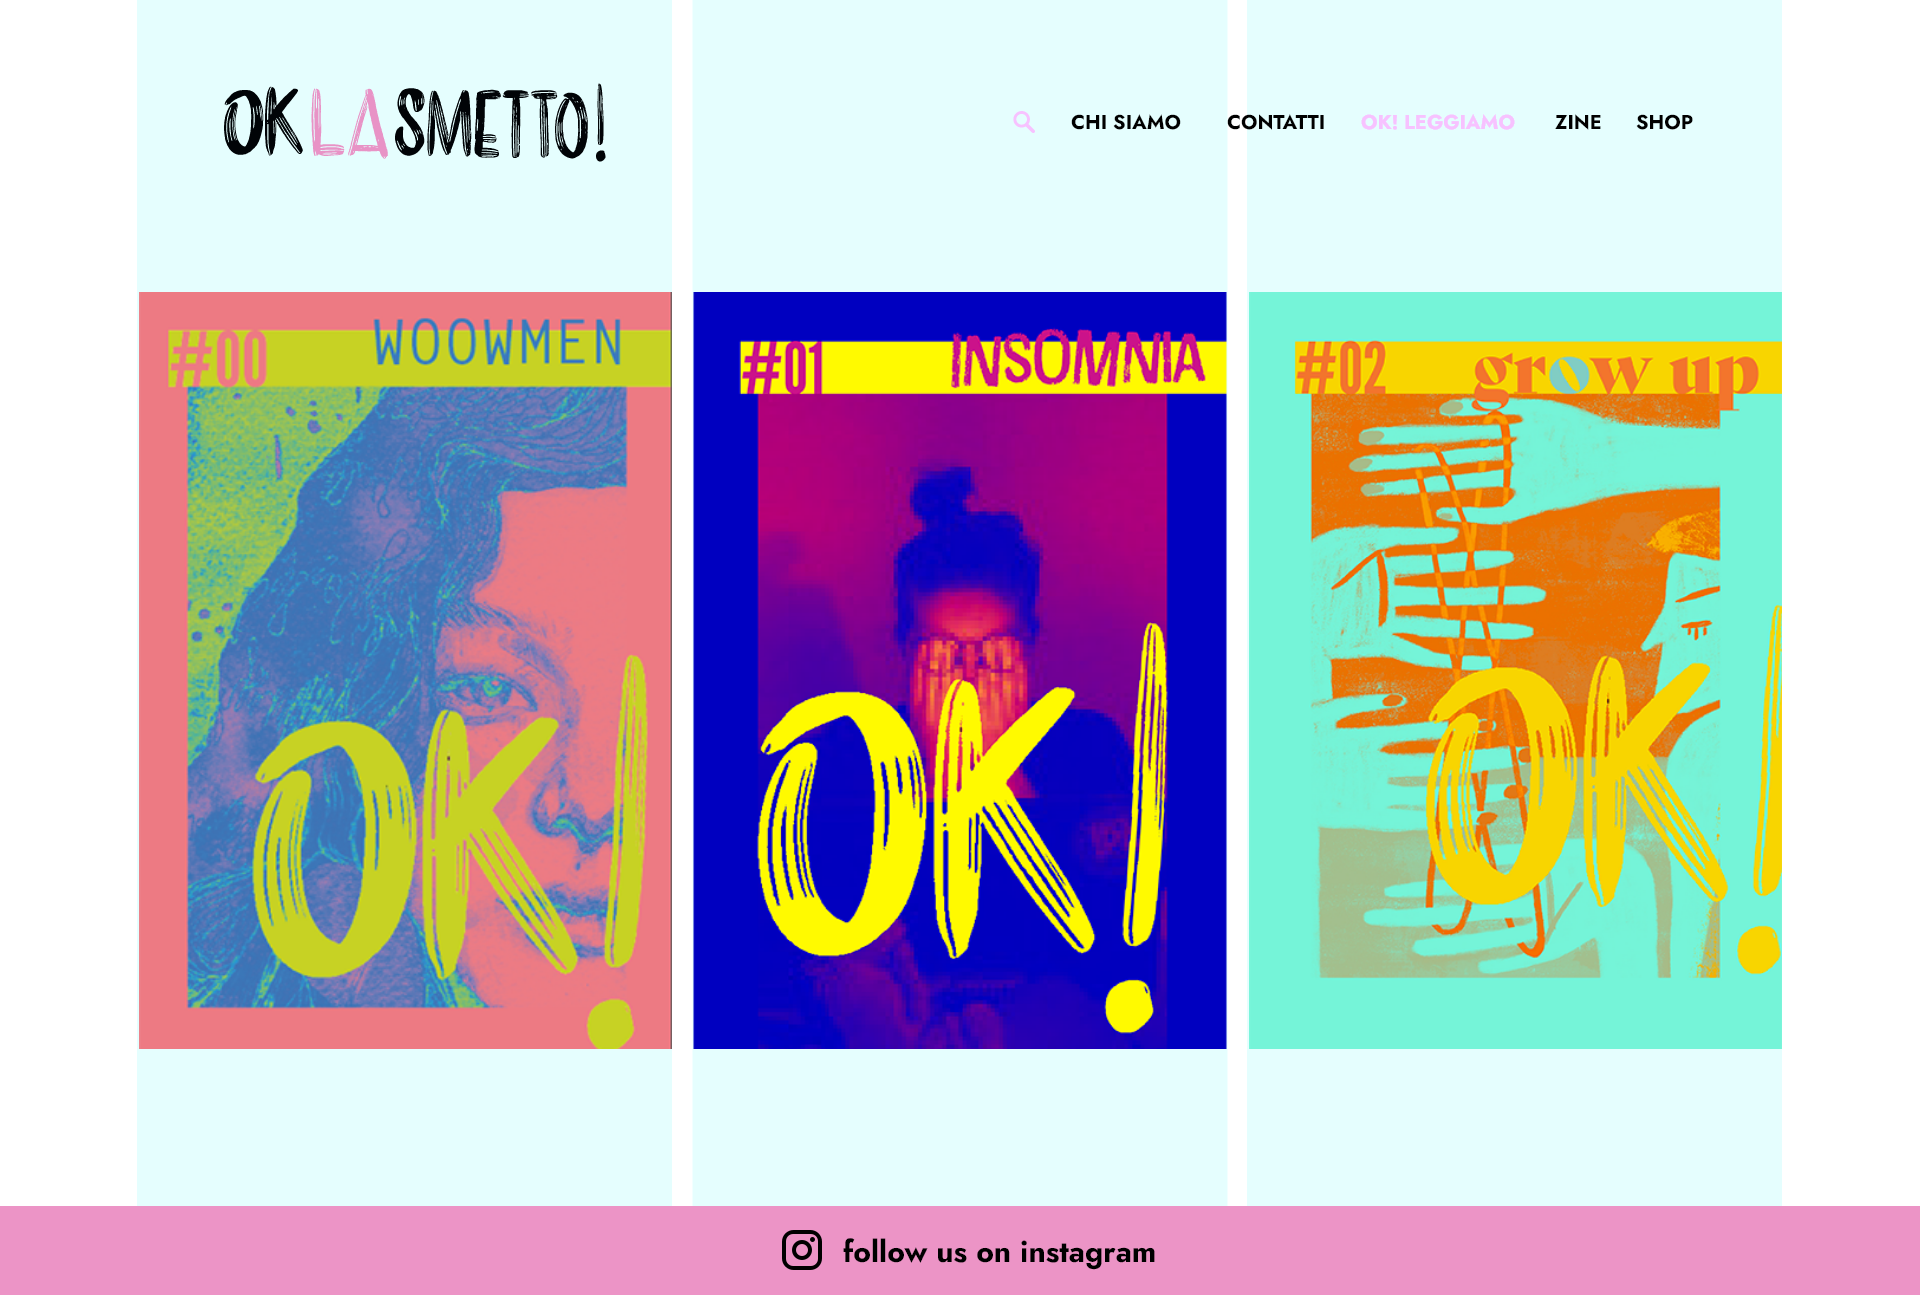 OK LA SMETTO!
CHI SIAMO CONTATTI OK! LEGGIAMO ZINE SHOP
#00 WOOWMEN
OK!
#01 INSOMNIA
OK!
#02 grow up
OK!
follow us on instagram